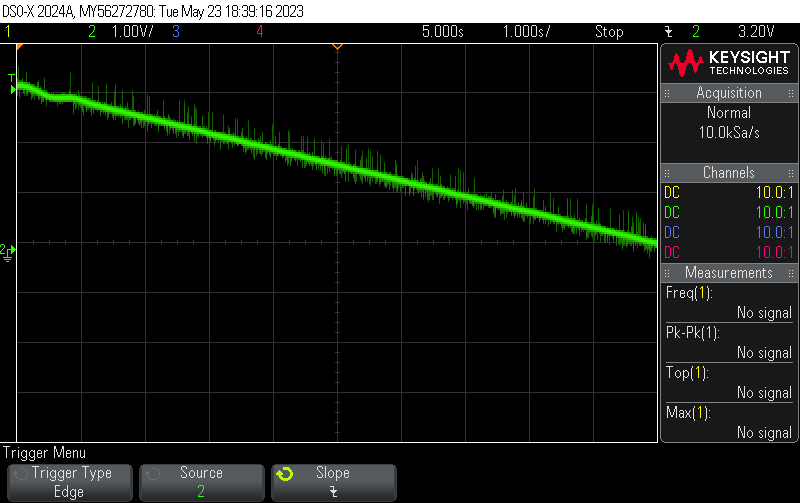 DSO-X 2024A, MY56272780: Tue May 23 18:39:16 2023
1 2 1.00V/ 3 4 5.000s 1.000s/ Stop 2 3.20V
T
2
KEYSIGHT
TECHNOLOGIES
Acquisition
Normal
10.0kSa/s
Channels
DC 10.0:1
DC 10.0:1
DC 10.0:1
DC 10.0:1
Measurements
Freq(1):
No signal
Pk-Pk(1):
No signal
Top(1):
No signal
Max(1):
No signal
Trigger Menu
Trigger Type
Edge
Source
2
Slope